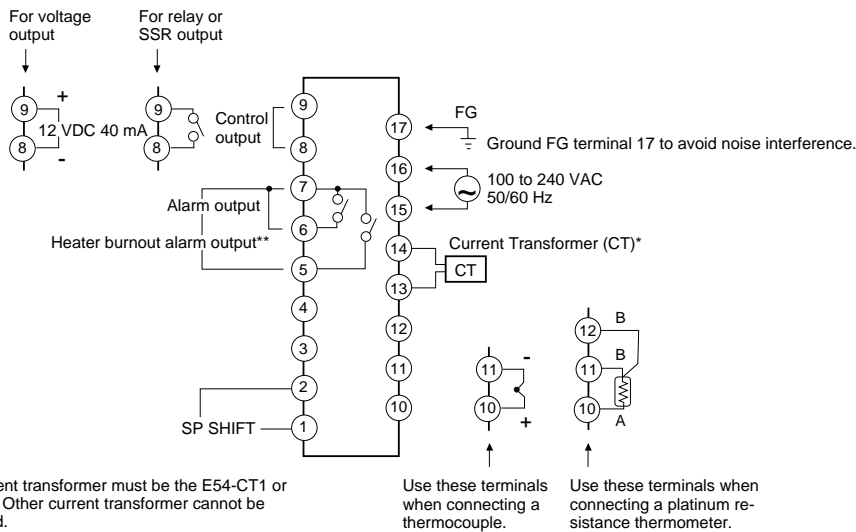 For voltage
output
For relay or
SSR output
9
+
12 VDC 40 mA
8
-
9
8
Control
output
9
8
7
Alarm output
6
Heater burnout alarm output**
5
4
3
2
SP SHIFT
1
17
FG
Ground FG terminal 17 to avoid noise interference.
16
100 to 240 VAC
50/60 Hz
~
15
14
Current Transformer (CT)*
CT
13
12
11
10
11
-
10
+
12
B
11
B
10
A
ent transformer must be the E54-CT1 or
Other current transformer cannot be
d.
Use these terminals
when connecting a
thermocouple.
Use these terminals when
connecting a platinum re-
sistance thermometer.